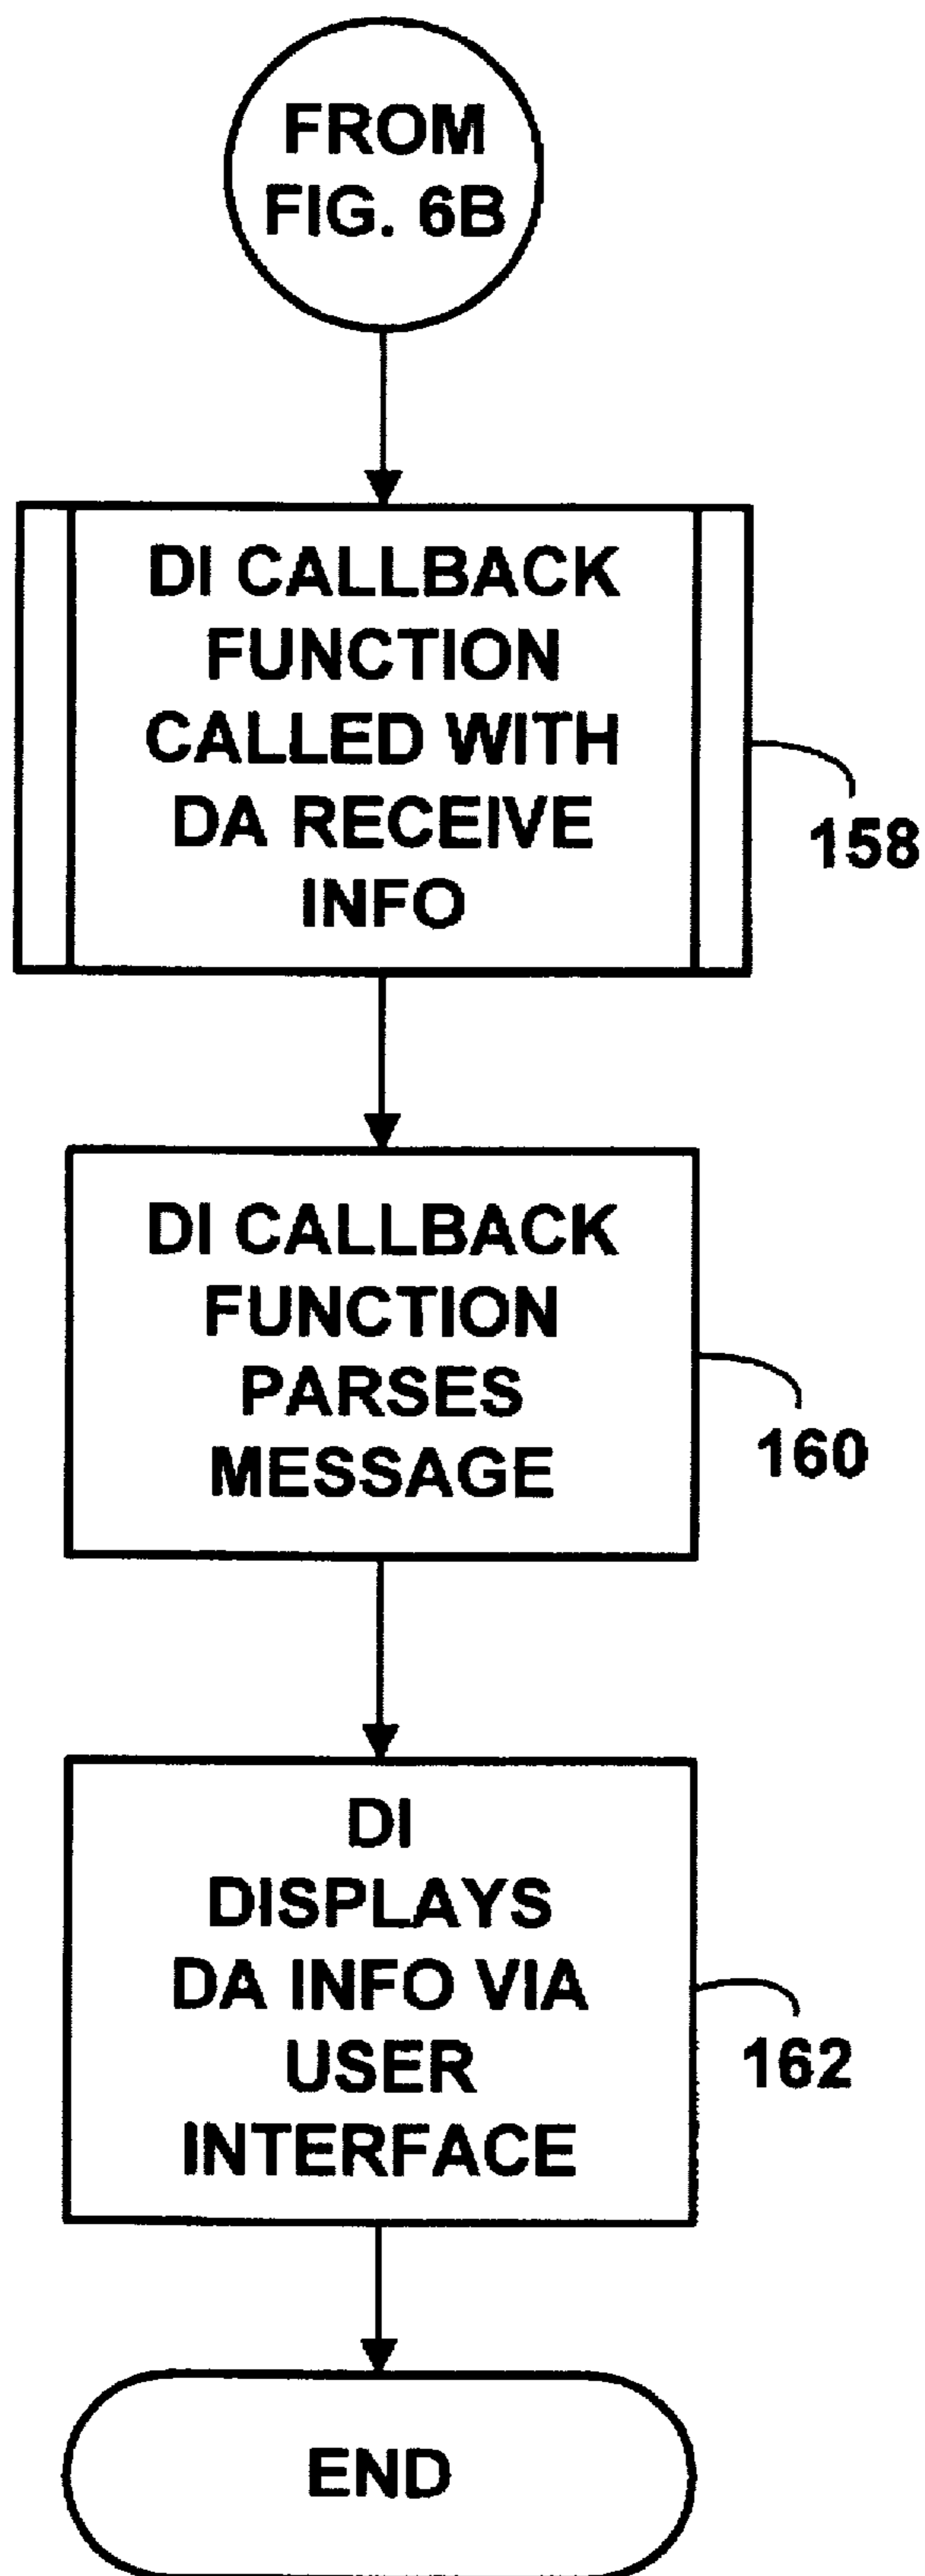 FROM
FIG. 6B
DI CALLBACK
FUNCTION
CALLED WITH
DA RECEIVE
INFO
158
DI CALLBACK
FUNCTION
PARSES
MESSAGE
160
DI
DISPLAYS
DA INFO VIA
USER
INTERFACE
162
END